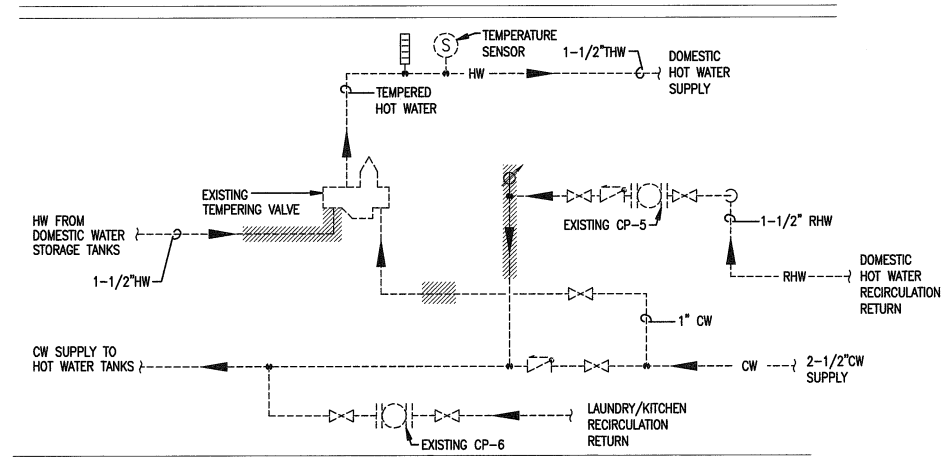 TEMPERATURE
SENSOR
S
1-1/2"THW
DOMESTIC
HOT WATER
SUPPLY
HW
TEMPERED
HOT WATER
EXISTING
TEMPERING VALVE
HW FROM
DOMESTIC WATER
STORAGE TANKS
1-1/2"HW
EXISTING CP-5
1-1/2" RHW
RHW
DOMESTIC
HOT WATER
RECIRCULATION
RETURN
1" CW
CW SUPPLY TO
HOT WATER TANKS
CW
2-1/2"CW
SUPPLY
LAUNDRY/KITCHEN
RECIRCULATION
RETURN
EXISTING CP-6